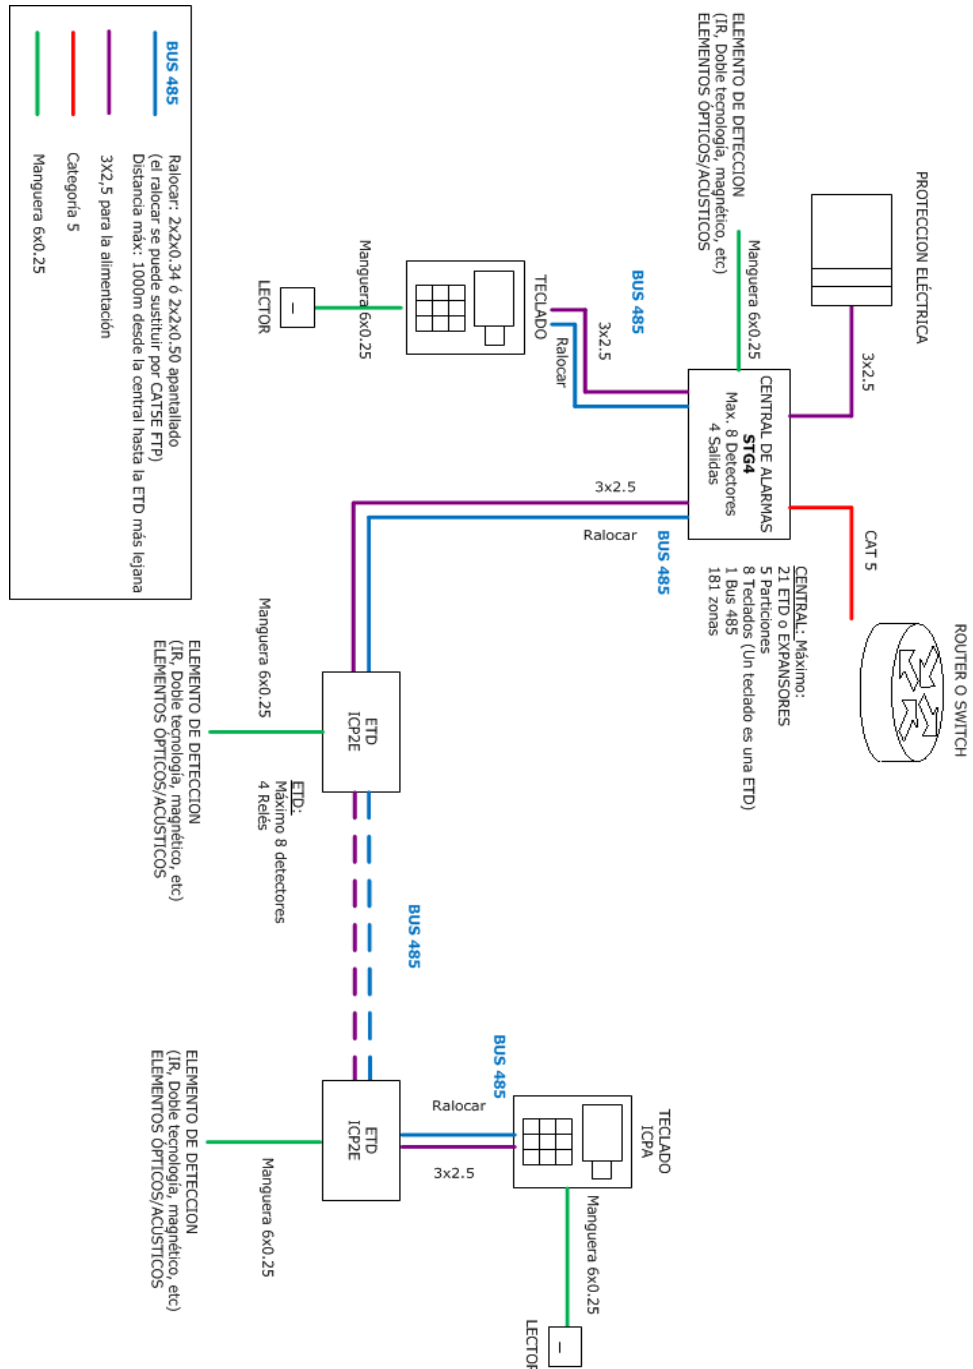 PROTECCION ELÉCTRICA
3x2.5
ROUTER O SWITCH
CAT 5
ELEMENTO DE DETECCION
(IR, Doble tecnología, magnético, etc)
ELEMENTOS ÓPTICOS/ACUSTICOS
Manguera 6x0.25
CENTRAL DE ALARMAS
STG4
Max. 8 Detectores
4 Salidas
CENTRAL: Máximo:
21 ETD o EXPANSORES
5 Particiones
8 Teclados (Un teclado es una ETD)
1 Bus 485
181 zonas
BUS 485
3x2.5
Ralocar
TECLADO
Manguera 6x0.25
LECTOR
BUS 485
3x2.5
Ralocar
ETD
ICP2E
Manguera 6x0.25
ELEMENTO DE DETECCION
(IR, Doble tecnología, magnético, etc)
ELEMENTOS ÓPTICOS/ACUSTICOS
ETD:
Máximo 8 detectores
4 Relés
BUS 485
ETD
ICP2E
Manguera 6x0.25
ELEMENTO DE DETECCION
(IR, Doble tecnología, magnético, etc)
ELEMENTOS ÓPTICOS/ACUSTICOS
BUS 485
Ralocar
3x2.5
TECLADO
ICPA
Manguera 6x0.25
LECTOR
BUS 485
Ralocar: 2x2x0.34 ó 2x2x0.50 apantallado
(el ralocar se puede sustituir por CAT5E FTP)
Distancia máx: 1000m desde la central hasta la ETD más lejana
3X2,5 para la alimentación
Categoría 5
Manguera 6x0.25